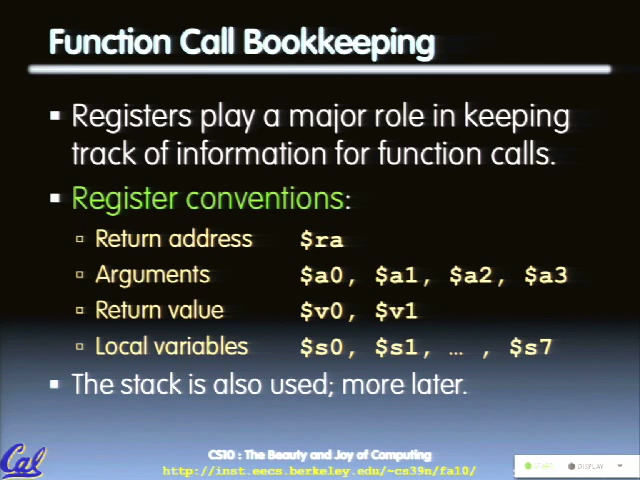 Function Call Bookkeeping
Registers play a major role in keeping
track of information for function calls.
Register conventions:
Return address $ra
Arguments $a0, $a1, $a2, $a3
Return value $v0, $v1
Local variables $s0, $s1, … , $s7
The stack is also used; more later.
Cal
CS10 : The Beauty and Joy of Computing
http://inst.eecs.berkeley.edu/~cs39n/fa10/
START DISPLAY